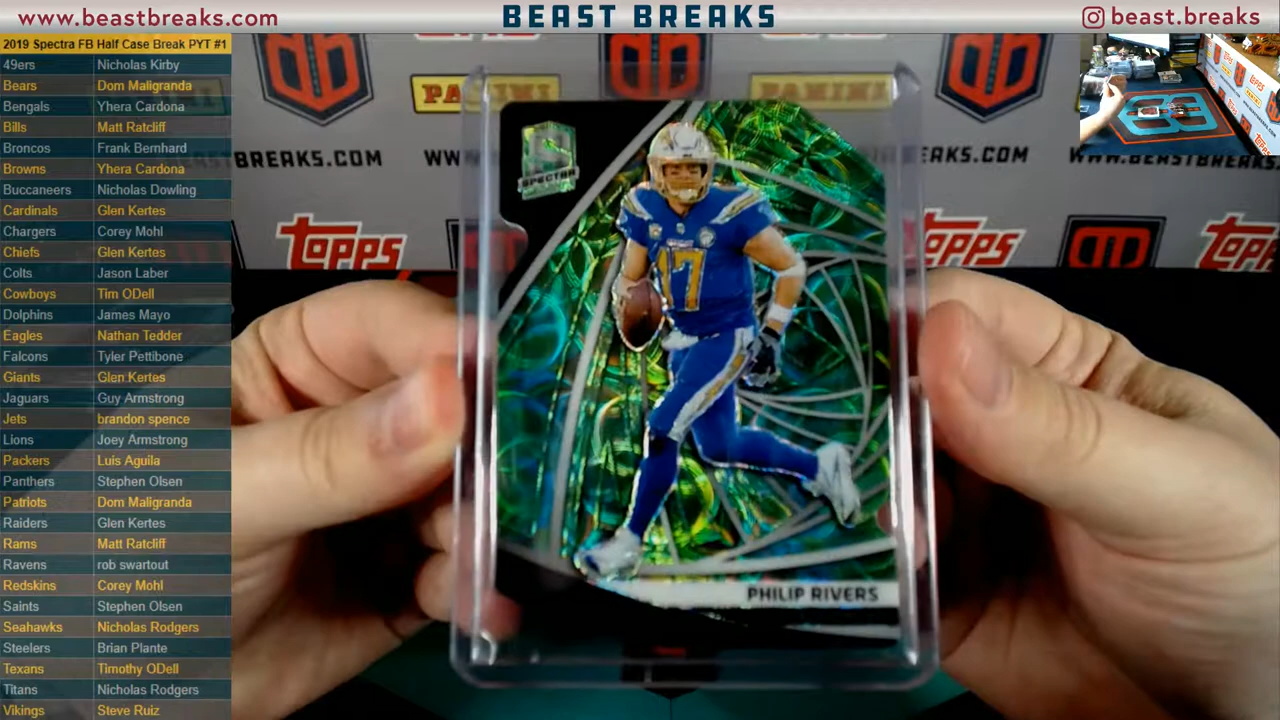 www.beastbreaks.com
BEAST BREAKS
beast.breaks
2019 Spectra FB Half Case Break PYT #1
49ers Nicholas Kirby
Bears Dom Maligranda
Bengals Yhera Cardona
Bills Matt Ratcliff
Broncos Frank Bernhard
Browns Yhera Cardona
Buccaneers Nicholas Dowling
Cardinals Glen Kertes
Chargers Corey Mohl
Chiefs Glen Kertes
Colts Jason Laber
Cowboys Tim ODell
Dolphins James Mayo
Eagles Nathan Tedder
Falcons Tyler Pettibone
Giants Glen Kertes
Jaguars Guy Armstrong
Jets brandon spence
Lions Joey Armstrong
Packers Luis Aguila
Panthers Stephen Olsen
Patriots Dom Maligranda
Raiders Glen Kertes
Rams Matt Ratcliff
Ravens rob swartout
Redskins Corey Mohl
Saints Stephen Olsen
Seahawks Nicholas Rodgers
Steelers Brian Plante
Texans Timothy ODell
Titans Nicholas Rodgers
Vikings Steve Ruiz
PANINI PANINI
BREAKS.COM WW EAKS.COM WWW.BEASTBREAKS.COM
topps topps topps
SPECTRA
17
PHILIP RIVERS